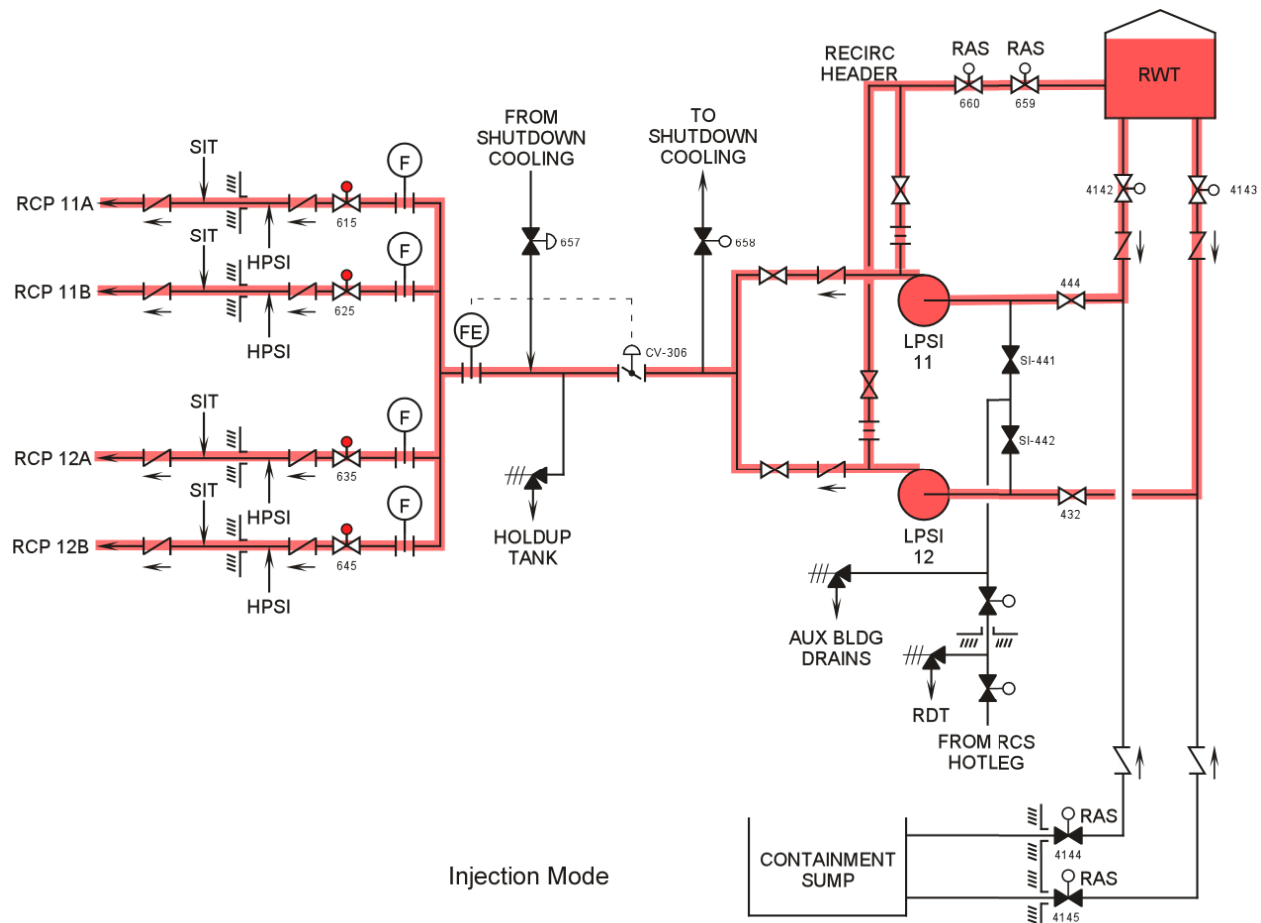 RECIRC
HEADER
RAS
RAS
RWT
660
659
FROM
SHUTDOWN
COOLING
TO
SHUTDOWN
COOLING
SIT
F
RCP 11A
615
HPSI
4142
4143
657
658
SIT
F
RCP 11B
625
HPSI
444
LPSI
11
FE
CV-306
SI-441
SIT
F
RCP 12A
635
HPSI
SI-442
SIT
F
RCP 12B
645
HPSI
HOLDUP
TANK
432
LPSI
12
AUX BLDG
DRAINS
RDT
FROM RCS
HOTLEG
Injection Mode
CONTAINMENT
SUMP
RAS
4144
RAS
4145